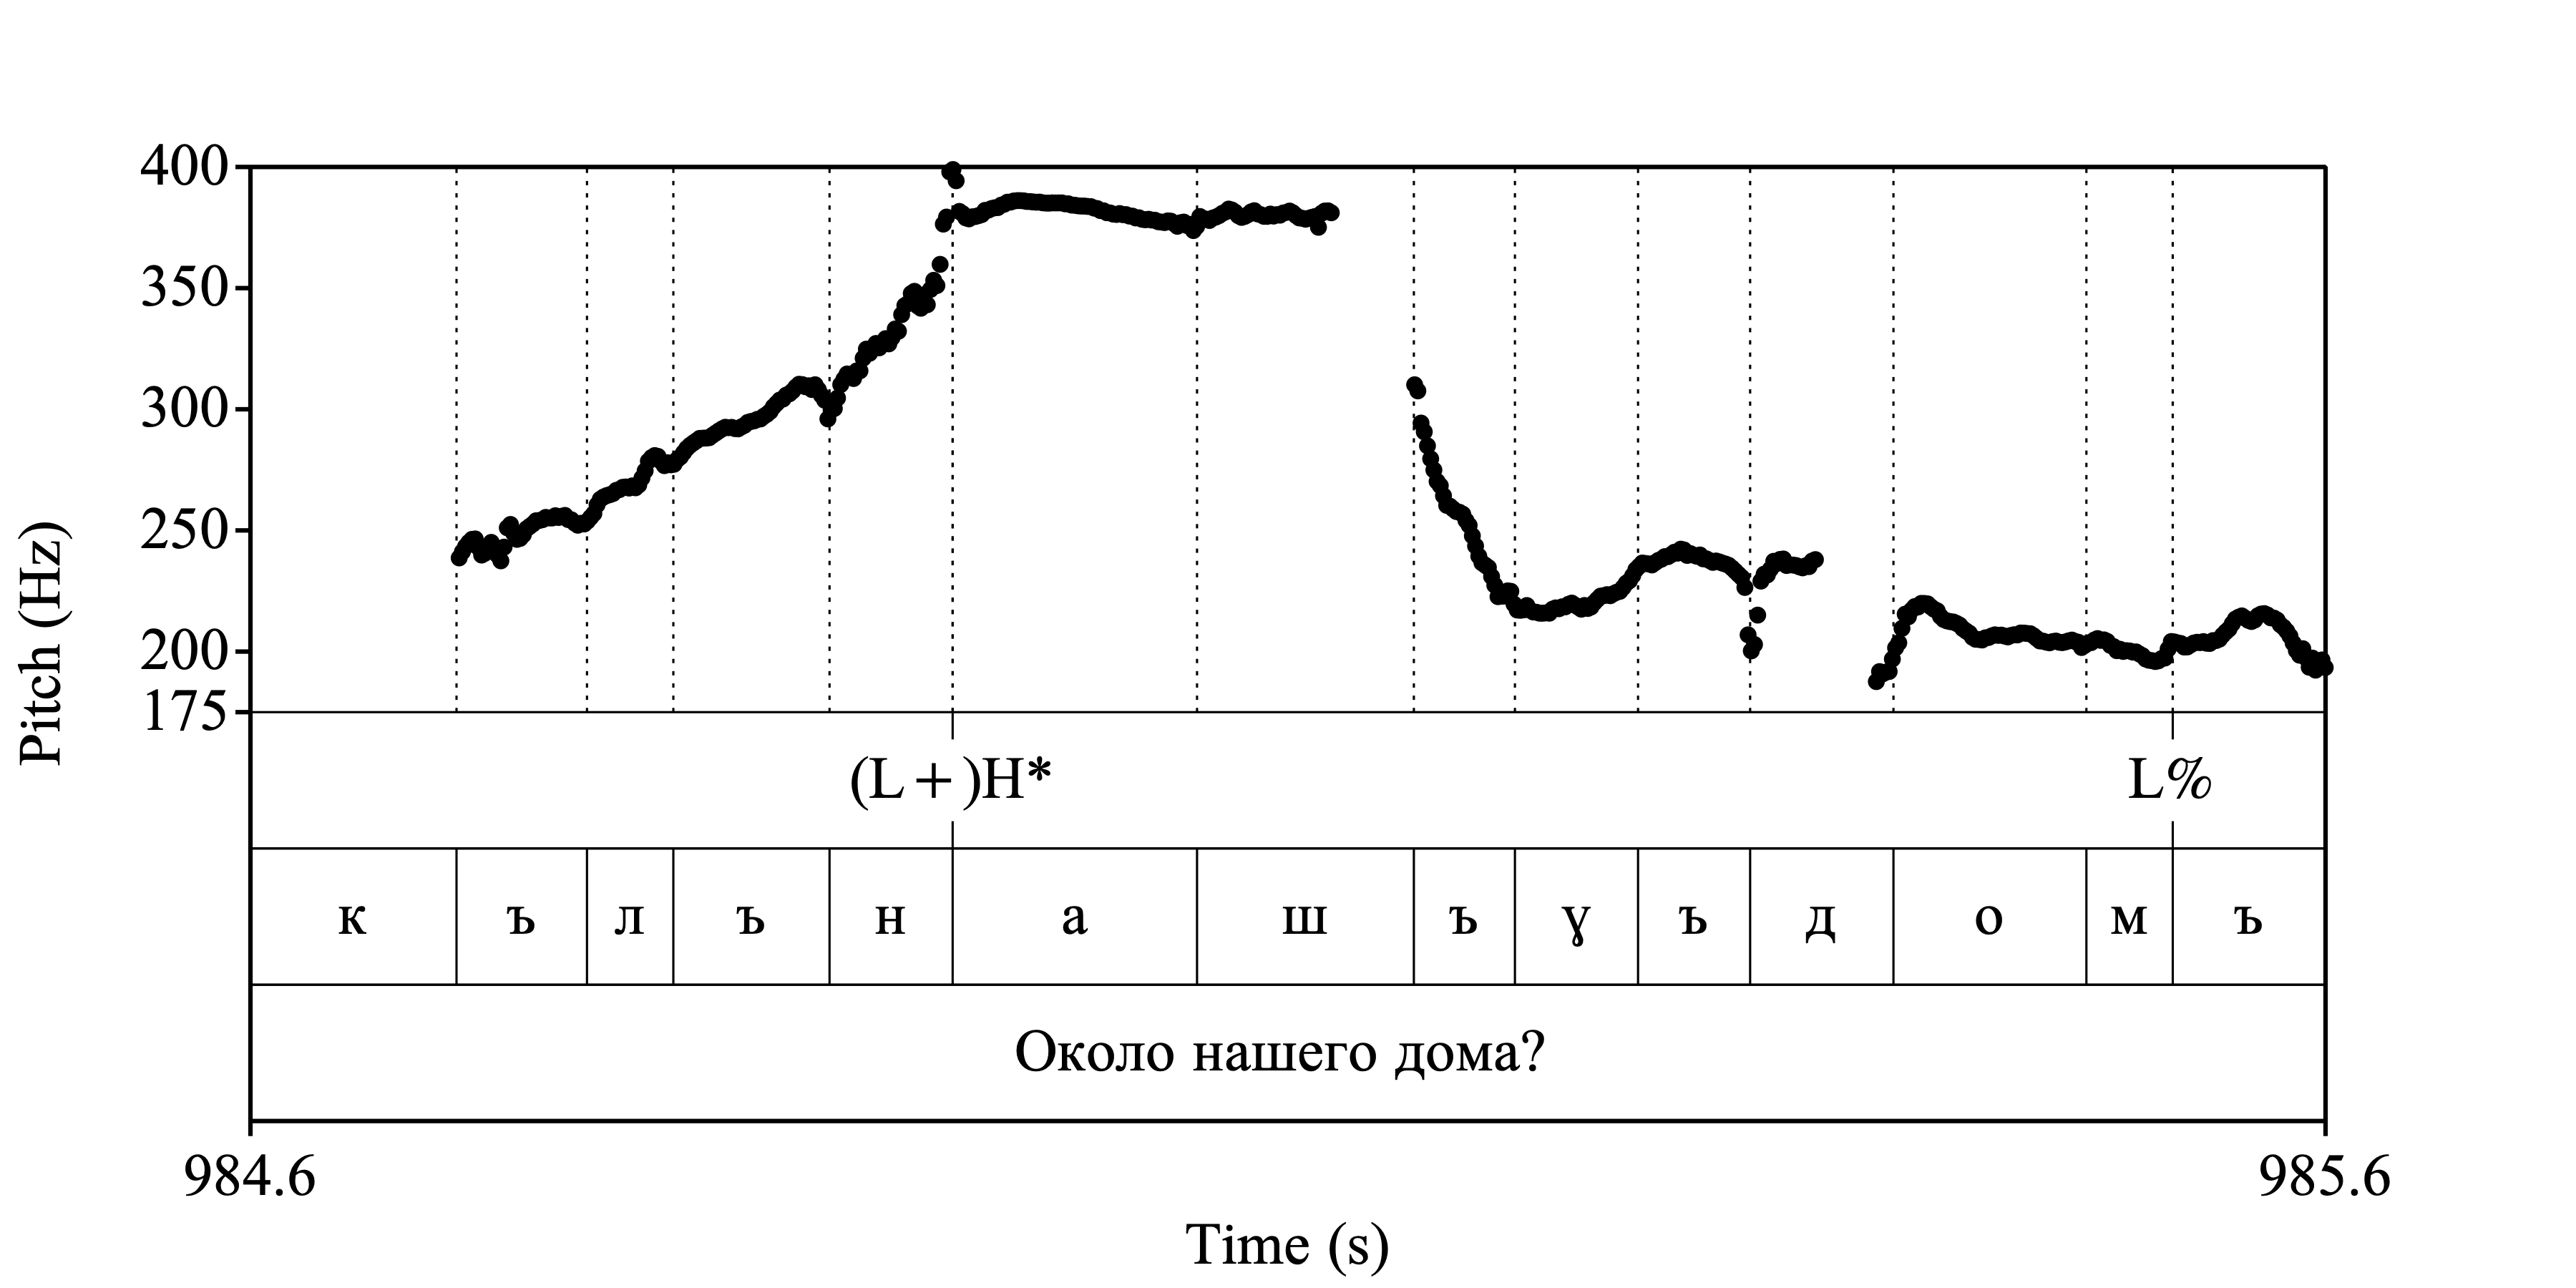 400
350
300
250
200
175
Pitch (Hz)
(L+)H* L%
к ъ л ъ н а ш ъ ɣ ъ д о м ъ
Около нашего дома?
984.6 985.6
Time (s)